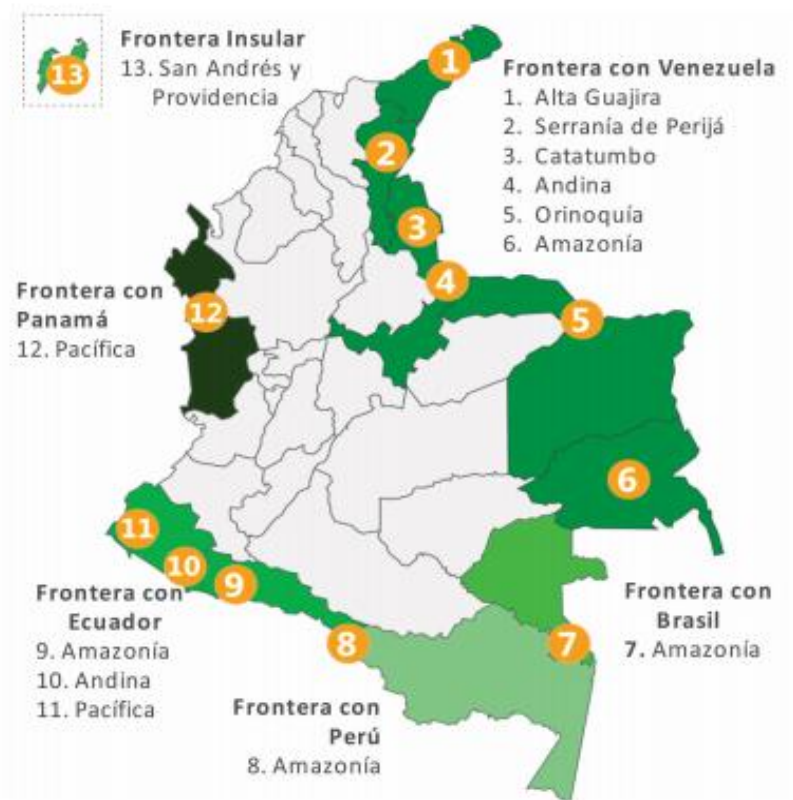 Frontera Insular
13. San Andrés y
Providencia
13
Frontera con Venezuela
1. Alta Guajira
2. Serranía de Perijá
3. Catatumbo
4. Andina
5. Orinoquía
6. Amazonía
1
2
3
4
5
6
Frontera con
Panamá
12. Pacífica
12
11
10
9
8
7
Frontera con
Ecuador
9. Amazonía
10. Andina
11. Pacífica
Frontera con
Perú
8. Amazonía
Frontera con
Brasil
7. Amazonía